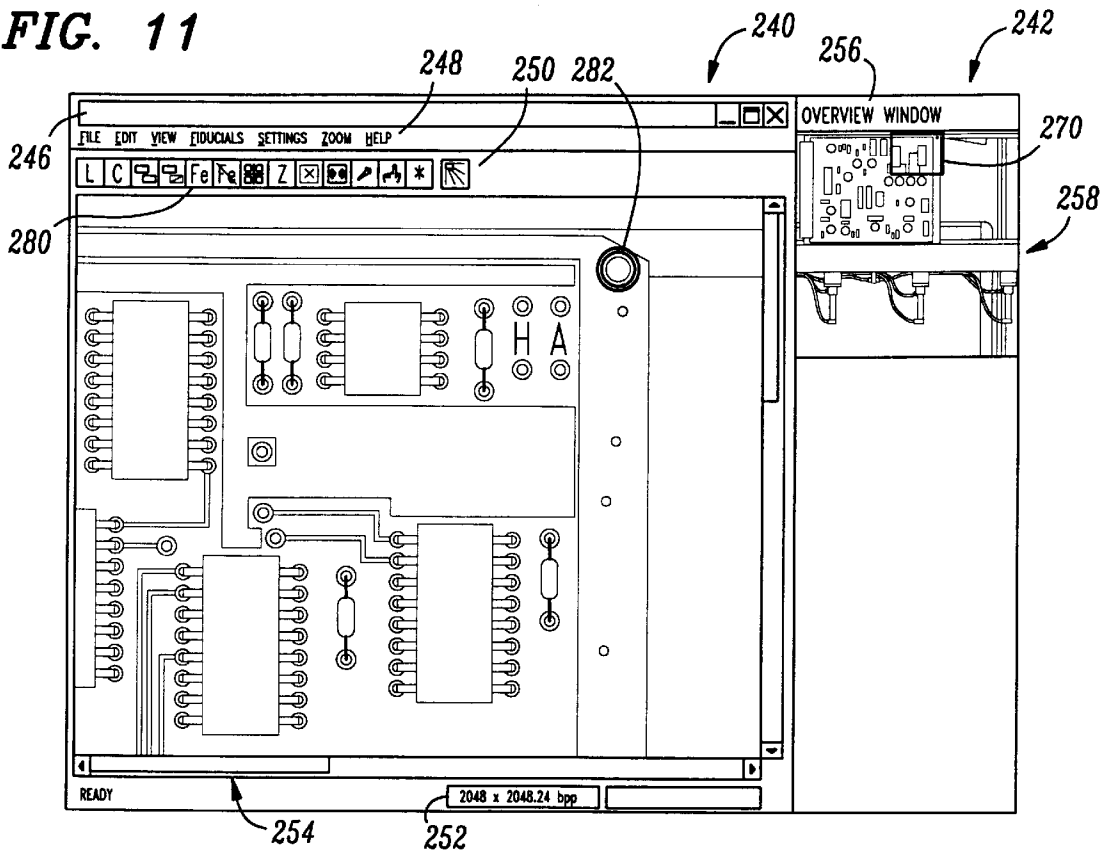 FIG. 11
240
242
248
250
282
256
OVERVIEW WINDOW
270
FILE EDIT VIEW FIDUCIALS SETTINGS ZOOM HELP
246
L C Fe Fe Z *
258
280
H A
READY
2048 x 2048.24 bpp
254
252